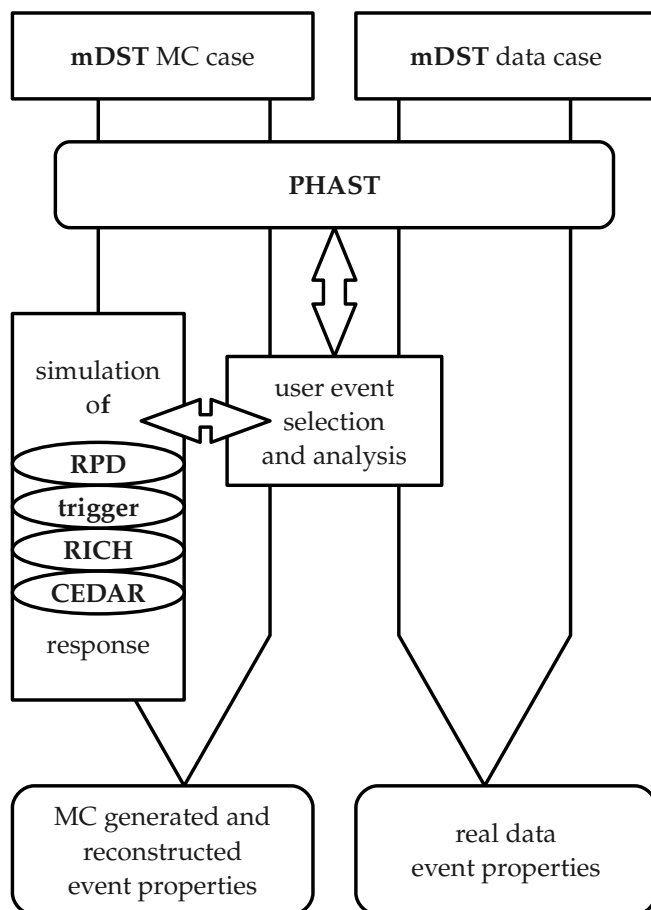 mDST MC case
mDST data case
PHAST
simulation
of
RPD
trigger
RICH
CEDAR
response
user event
selection
and analysis
MC generated and
reconstructed
event properties
real data
event properties